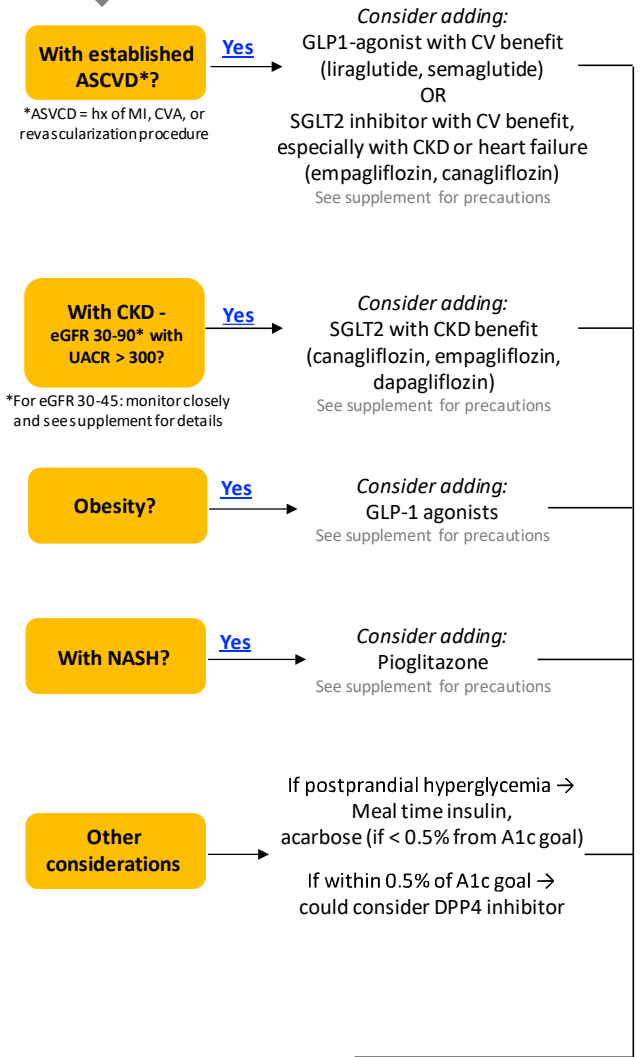 With established
ASCVD*?
Yes
*ASVCD = hx of MI, CVA, or
revascularization procedure
Consider adding:
GLP1-agonist with CV benefit
(liraglutide, semaglutide)
OR
SGLT2 inhibitor with CV benefit,
especially with CKD or heart failure
(empagliflozin, canagliflozin)
See supplement for precautions
With CKD -
eGFR 30-90* with
UACR > 300?
Yes
*For eGFR 30-45: monitor closely
and see supplement for details
Consider adding:
SGLT2 with CKD benefit
(canagliflozin, empagliflozin,
dapagliflozin)
See supplement for precautions
Obesity?
Yes
Consider adding:
GLP-1 agonists
See supplement for precautions
With NASH?
Yes
Consider adding:
Pioglitazone
See supplement for precautions
Other
considerations
If postprandial hyperglycemia →
Meal time insulin,
acarbose (if < 0.5% from A1c goal)
If within 0.5% of A1c goal →
could consider DPP4 inhibitor